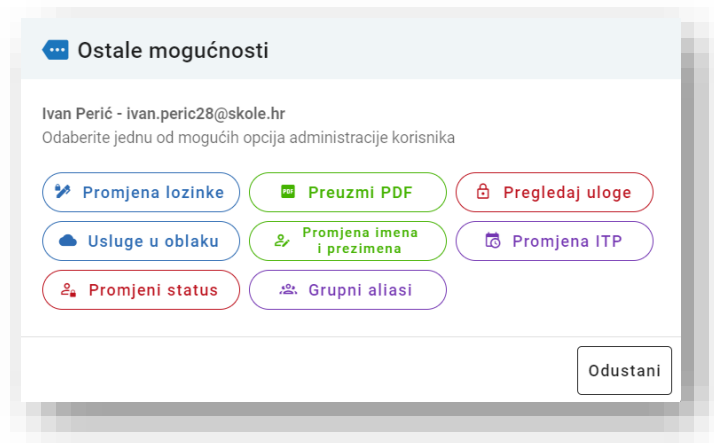 Ostale mogućnosti
Ivan Perić - ivan.peric28@skole.hr
Odaberite jednu od mogućih opcija administracije korisnika
Promjena lozinke
PDF Preuzmi PDF
Pregledaj uloge
Usluge u oblaku
Promjena imena
i prezimena
Promjena ITP
Promjeni status
Grupni aliasi
Odustani